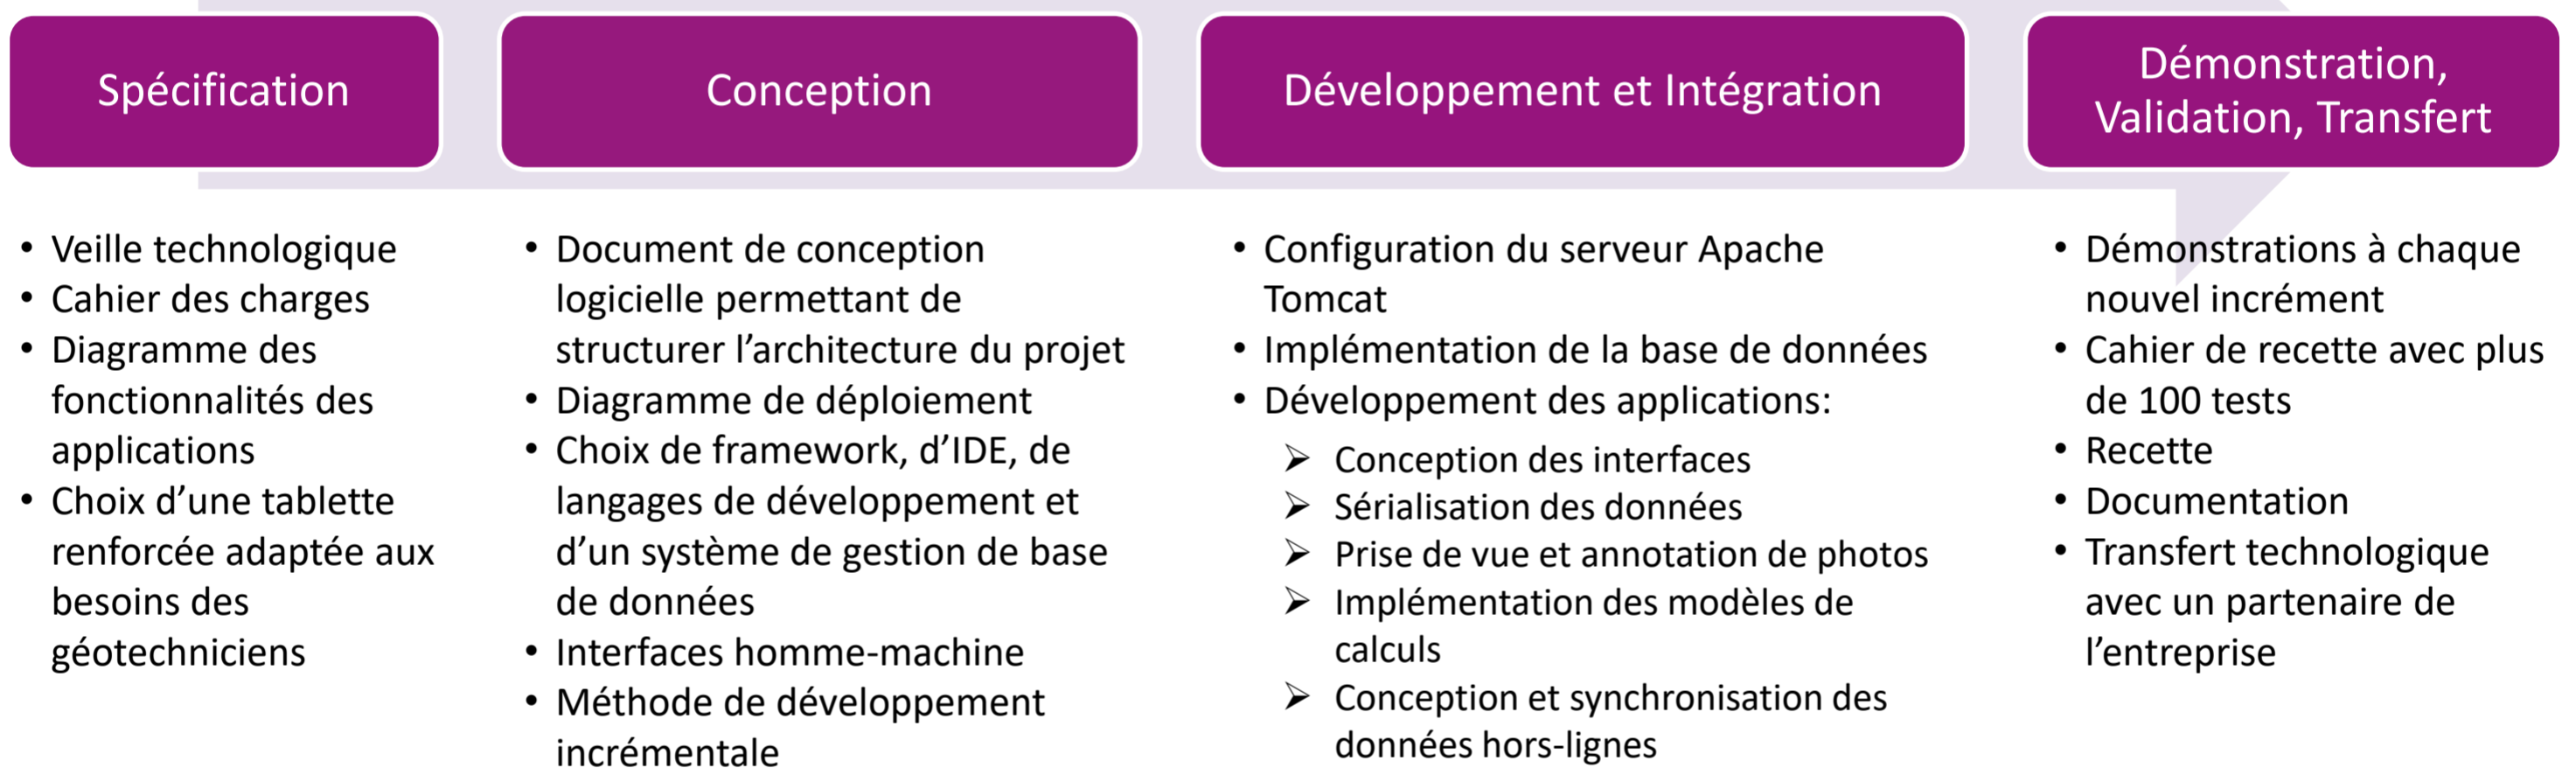 Spécification
• Veille technologique
• Cahier des charges
• Diagramme des
fonctionnalités des
applications
• Choix d’une tablette
renforcée adaptée aux
besoins des
géotechniciens
Conception
• Document de conception
logicielle permettant de
structurer l’architecture du projet
• Diagramme de déploiement
• Choix de framework, d’IDE, de
langages de développement et
d’un système de gestion de base
de données
• Interfaces homme-machine
• Méthode de développement
incrémentale
Développement et Intégration
• Configuration du serveur Apache
Tomcat
• Implémentation de la base de données
• Développement des applications:
➢ Conception des interfaces
➢ Sérialisation des données
➢ Prise de vue et annotation de photos
➢ Implémentation des modèles de
calculs
➢ Conception et synchronisation des
données hors-lignes
Démonstration,
Validation, Transfert
• Démonstrations à chaque
nouvel incrément
• Cahier de recette avec plus
de 100 tests
• Recette
• Documentation
• Transfert technologique
avec un partenaire de
l’entreprise